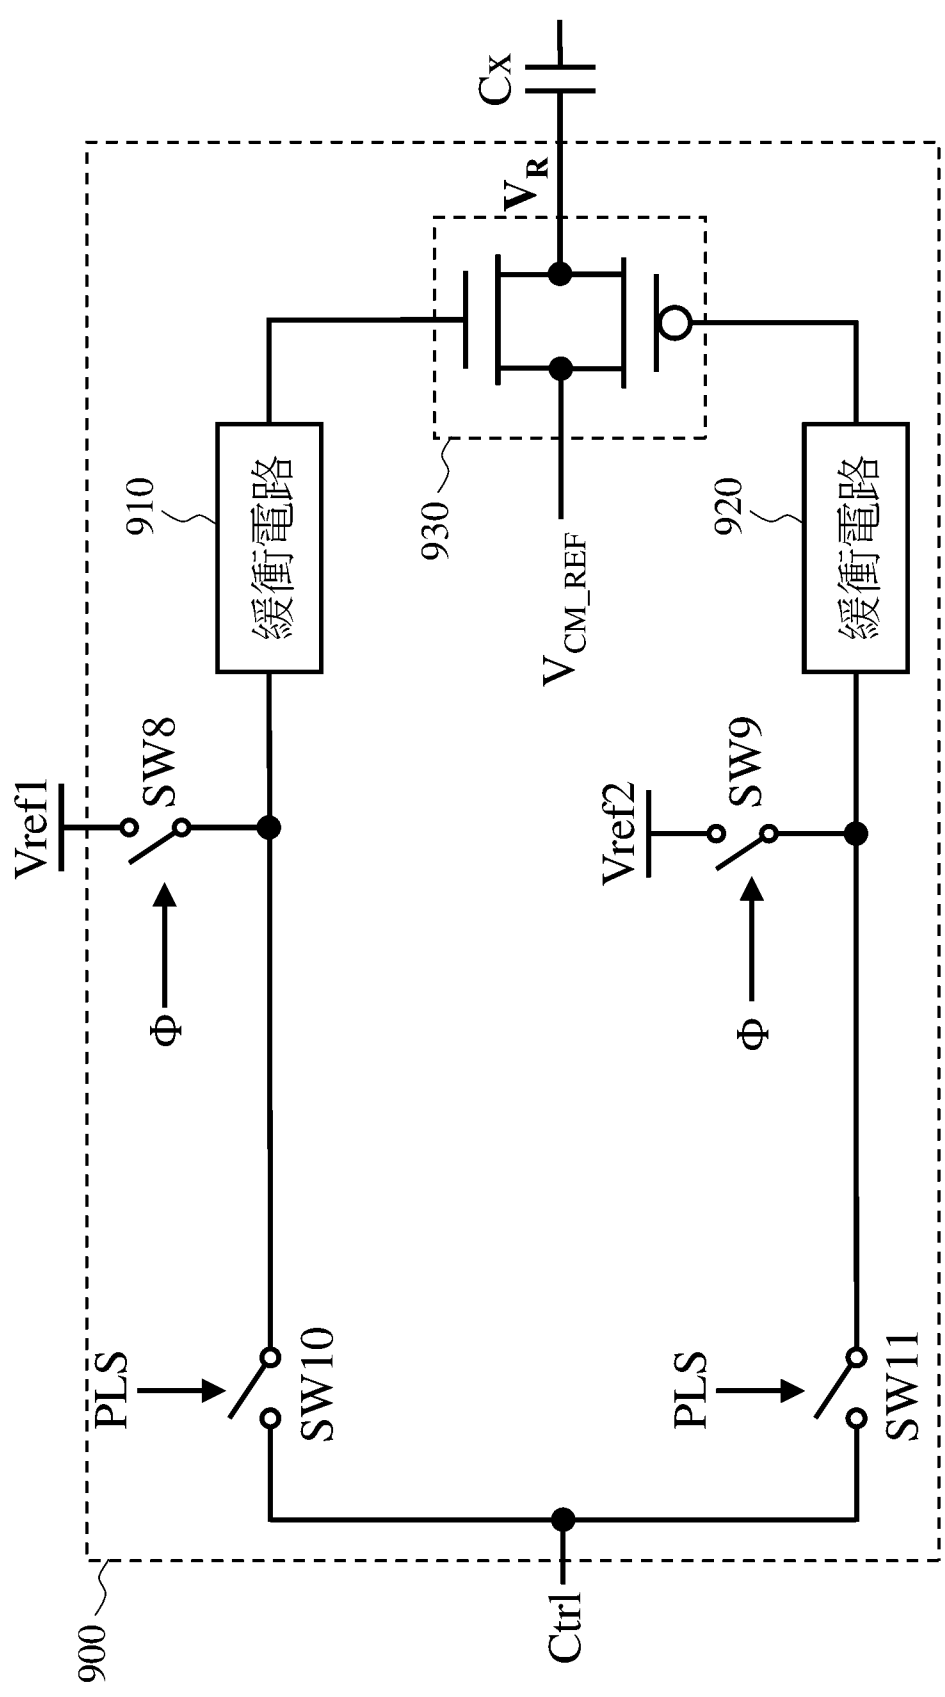 Vref1
SW8
Φ
PLS
SW10
910
緩衝電路
Cx
V_R
930
V_CM_REF
Vref2
SW9
Φ
PLS
SW11
920
緩衝電路
Ctrl
900